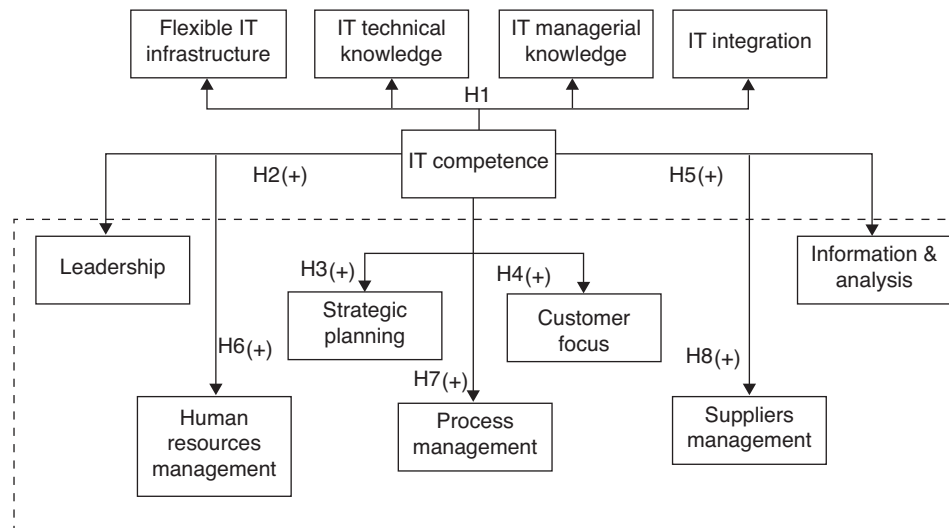 Flexible IT
infrastructure
IT technical
knowledge
IT managerial
knowledge
IT integration
H1
IT competence
H2(+)
H5(+)
Leadership
Information &
analysis
H3(+)
H4(+)
Strategic
planning
Customer
focus
H6(+)
H7(+)
H8(+)
Human
resources
management
Process
management
Suppliers
management